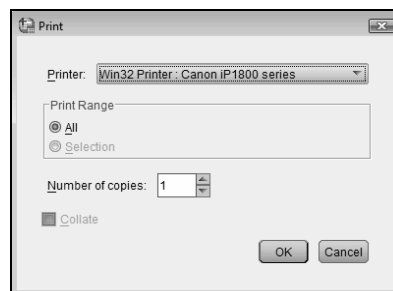 Print
Printer: Win32 Printer : Canon iP1800 series
Print Range
All
Selection
Number of copies: 1
Collate
OK Cancel